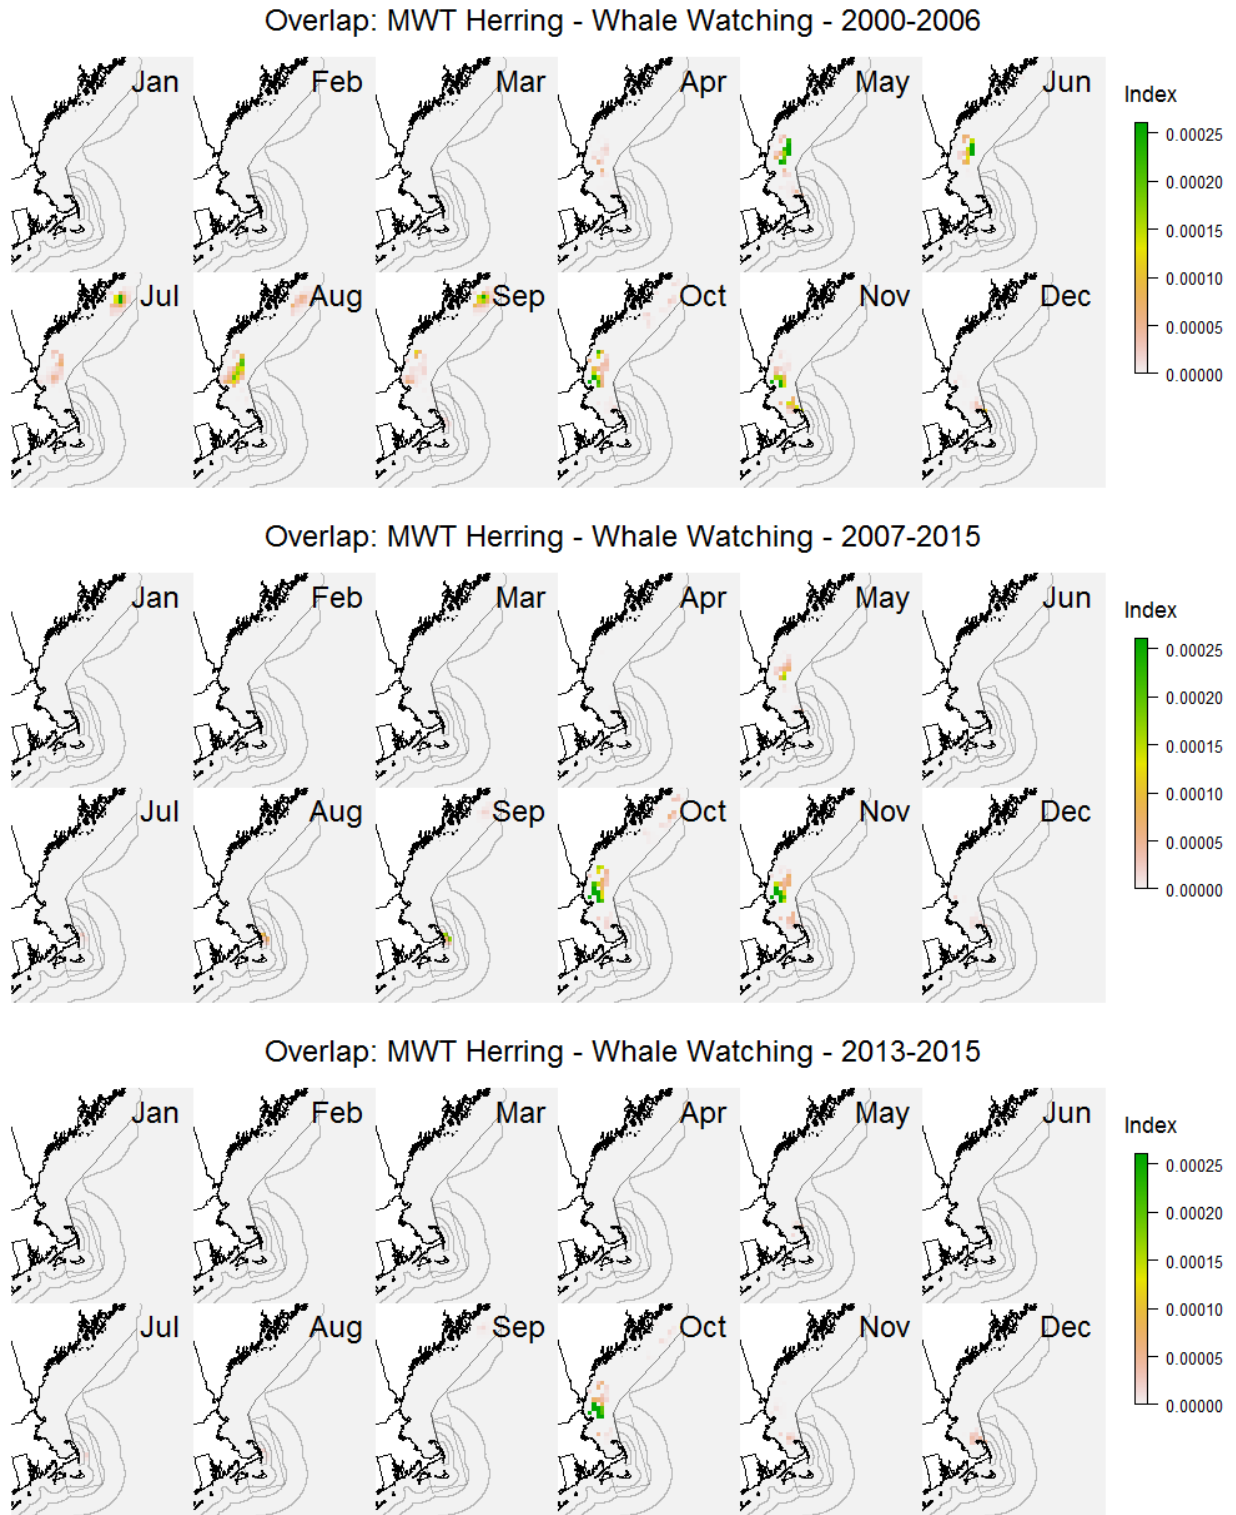 Overlap: MWT Herring - Whale Watching - 2000-2006
Jan Feb Mar Apr May Jun
Index
0.00025
0.00020
0.00015
0.00010
0.00005
0.00000
Jul Aug Sep Oct Nov Dec
Overlap: MWT Herring - Whale Watching - 2007-2015
Jan Feb Mar Apr May Jun
Index
0.00025
0.00020
0.00015
0.00010
0.00005
0.00000
Jul Aug Sep Oct Nov Dec
Overlap: MWT Herring - Whale Watching - 2013-2015
Jan Feb Mar Apr May Jun
Index
0.00025
0.00020
0.00015
0.00010
0.00005
0.00000
Jul Aug Sep Oct Nov Dec